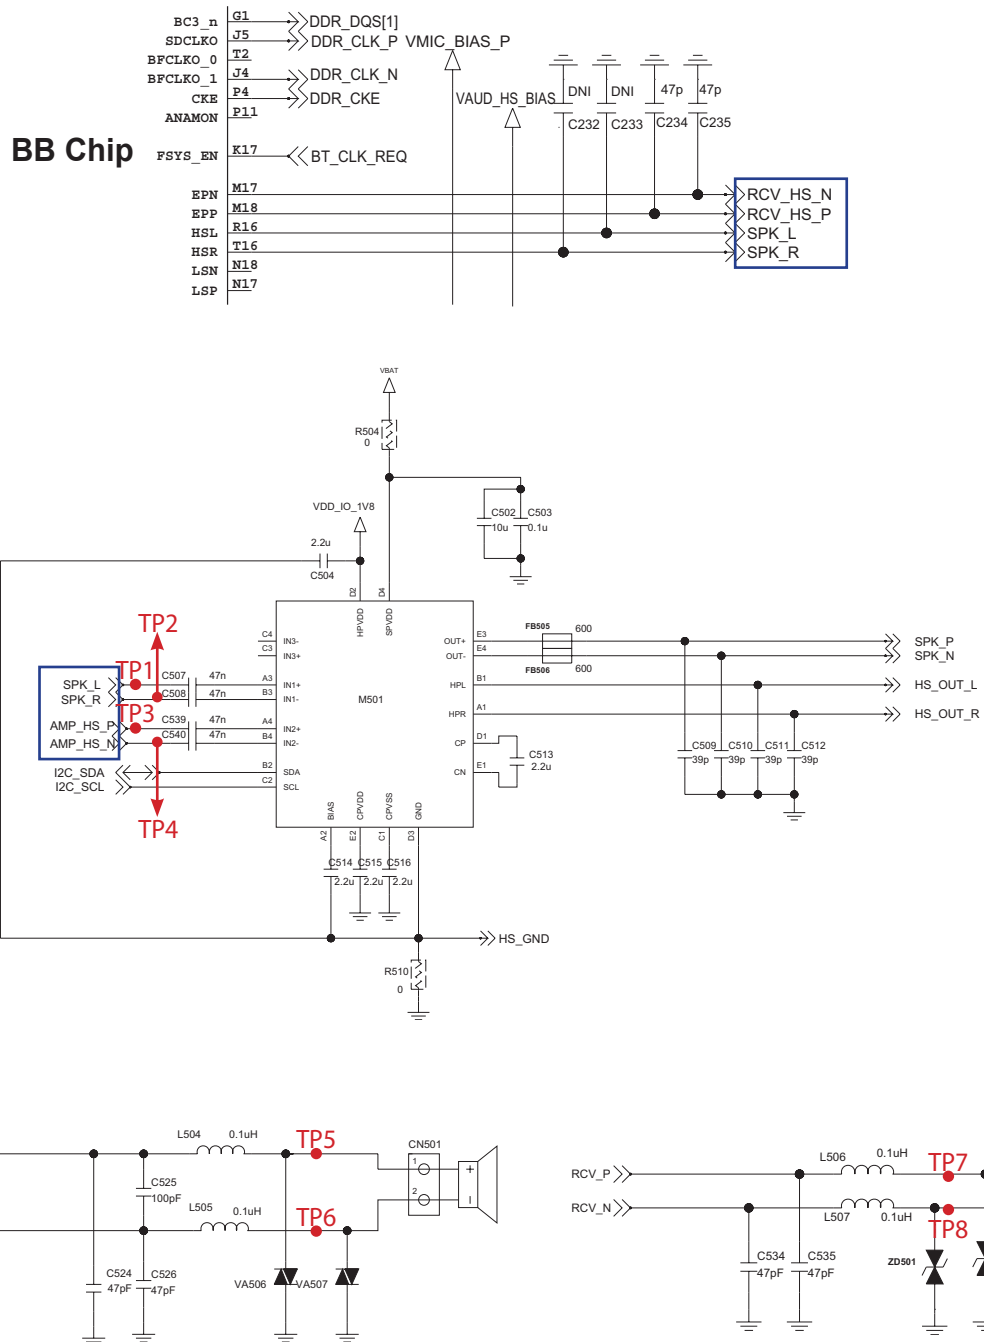 BC3_n G1 DDR_DQS[1]
SDCLKO J5 DDR_CLK_P VMIC_BIAS_P
BFCLKO_0 T2
BFCLKO_1 J4 DDR_CLK_N
CKE P4 DDR_CKE
ANAMON P11
VAUD_HS_BIAS
DNI DNI 47p 47p
C232 C233 C234 C235
BB Chip
FSYS_EN K17 BT_CLK_REQ
EPN M17 RCV_HS_N
EPP M18 RCV_HS_P
HSL R16 SPK_L
HSR T16 SPK_R
LSN N18
LSP N17
VBAT
R504
0
VDD_IO_1V8
C502 C503
10u 0.1u
2.2u
C504
D2 D4
HPVDD SPVDD
TP2
C4 IN3-
C3 IN3+
TP1
SPK_L C507 47n A3 IN1+
SPK_R C508 47n B3 IN1-
TP3
AMP_HS_P C539 47n A4 IN2+
AMP_HS_N C540 47n B4 IN2-
I2C_SDA B2 SDA
I2C_SCL C2 SCL
TP4
M501
OUT+ E3 FB505 600 SPK_P
OUT- E4 FB506 600 SPK_N
HPL B1 HS_OUT_L
HPR A1 HS_OUT_R
CP D1
CN E1
C513
2.2u
C509 C510 C511 C512
39p 39p 39p 39p
BIAS CPVDD CPVSS GND
A2 E2 C1 D3
C514 C515 C516
2.2u 2.2u 2.2u
HS_GND
R510
0
L504 0.1uH TP5 CN501
1
+
C525
100pF
L505 0.1uH TP6
2
C524 C526
47pF 47pF
VA506 VA507
RCV_P L506 0.1uH TP7
RCV_N L507 0.1uH TP8
C534 C535
47pF 47pF
ZD501